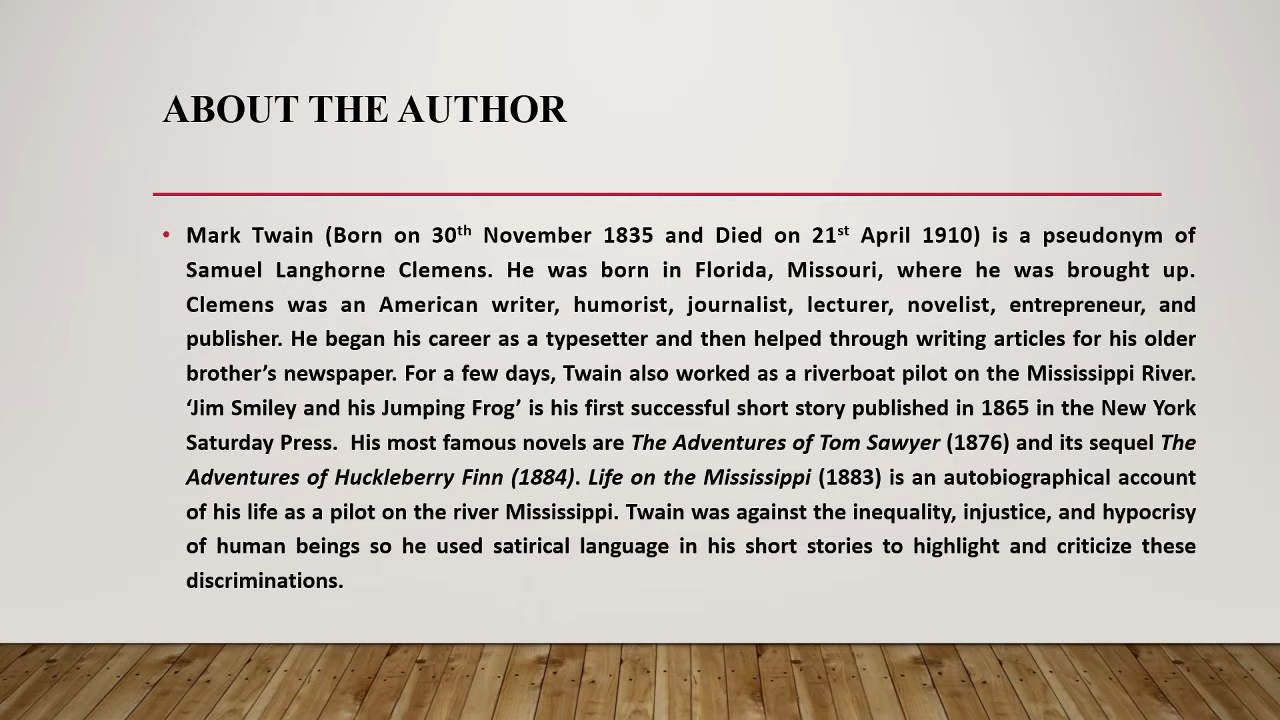 ABOUT THE AUTHOR
• Mark Twain (Born on 30th November 1835 and Died on 21st April 1910) is a pseudonym of
Samuel Langhorne Clemens. He was born in Florida, Missouri, where he was brought up.
Clemens was an American writer, humorist, journalist, lecturer, novelist, entrepreneur, and
publisher. He began his career as a typesetter and then helped through writing articles for his older
brother’s newspaper. For a few days, Twain also worked as a riverboat pilot on the Mississippi River.
‘Jim Smiley and his Jumping Frog’ is his first successful short story published in 1865 in the New York
Saturday Press. His most famous novels are The Adventures of Tom Sawyer (1876) and its sequel The
Adventures of Huckleberry Finn (1884). Life on the Mississippi (1883) is an autobiographical account
of his life as a pilot on the river Mississippi. Twain was against the inequality, injustice, and hypocrisy
of human beings so he used satirical language in his short stories to highlight and criticize these
discriminations.